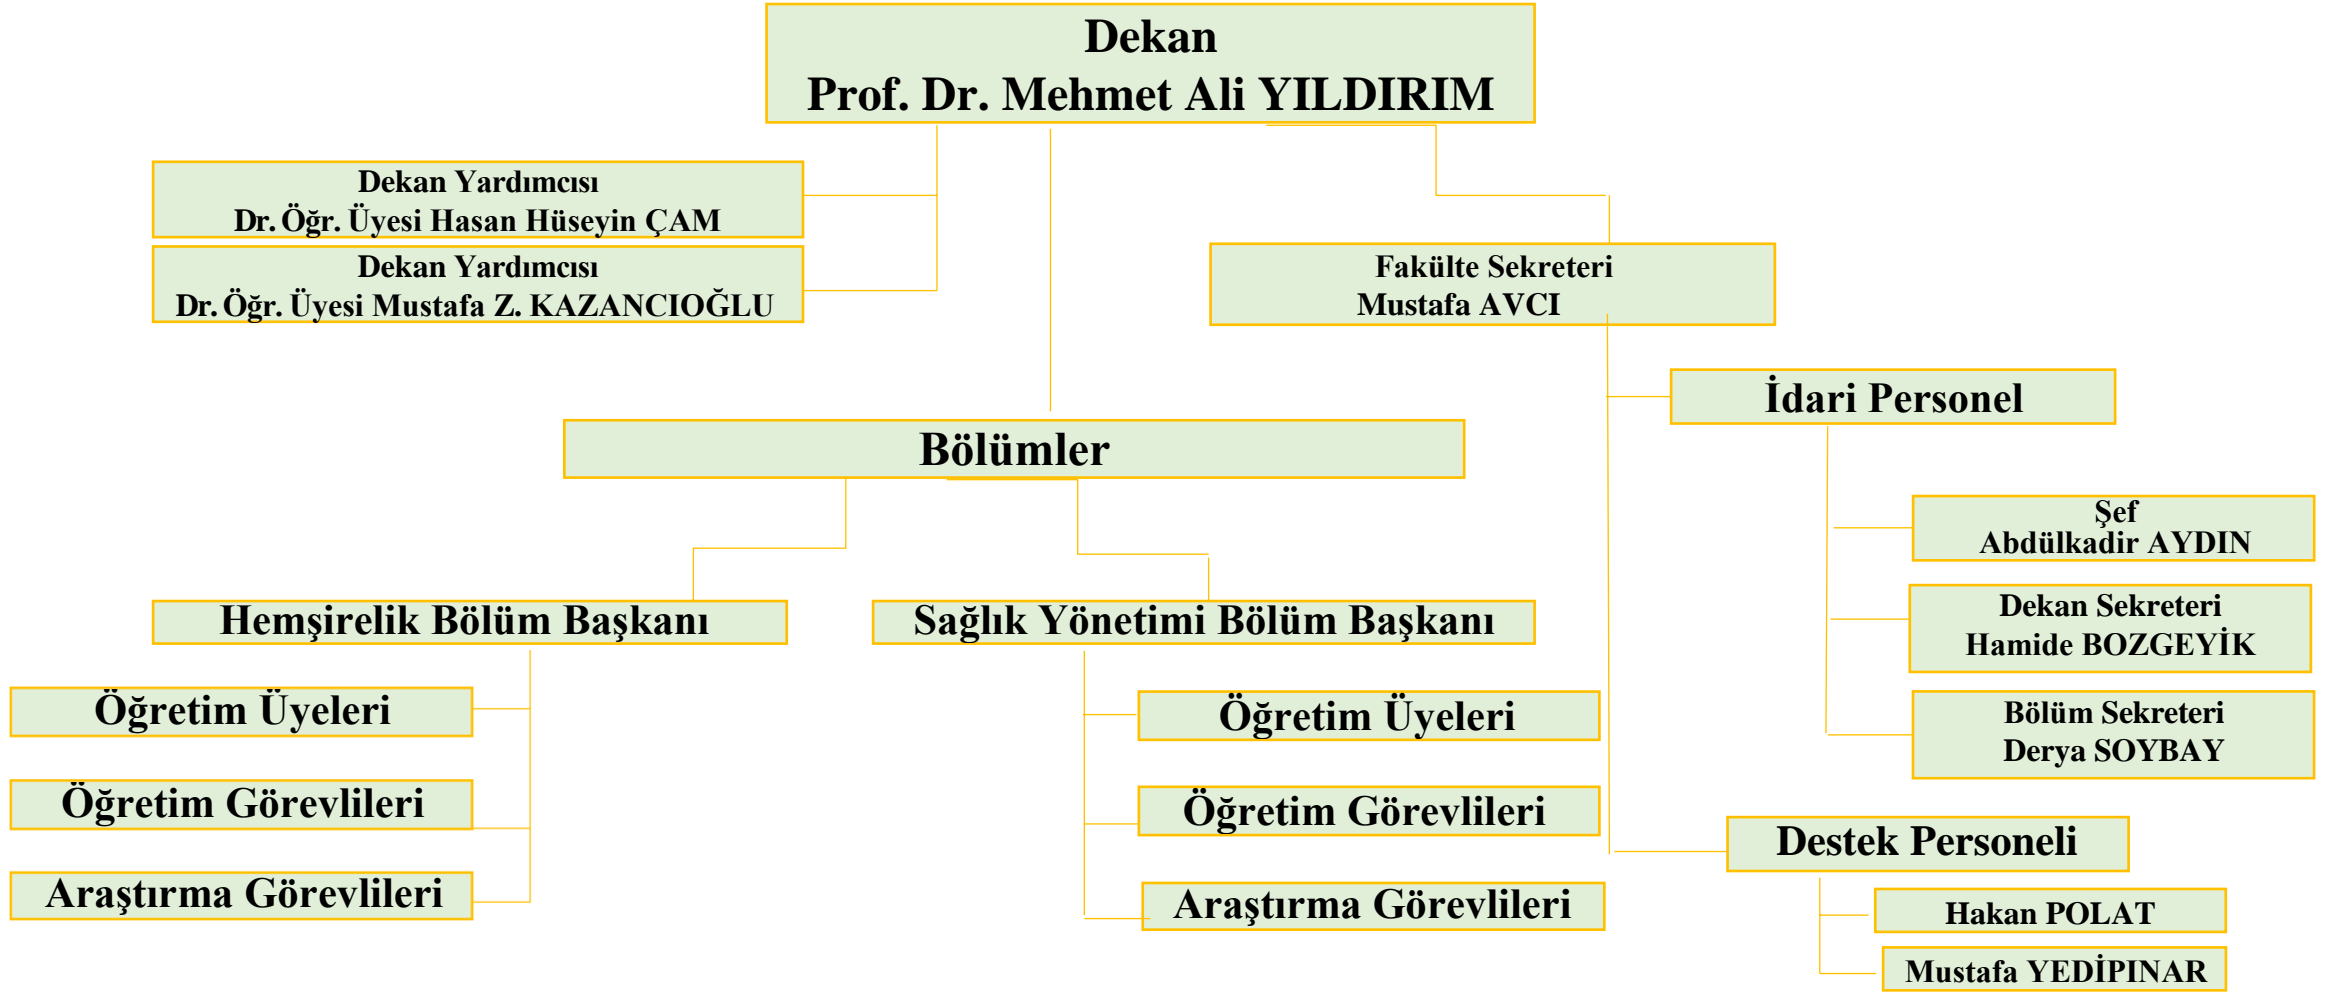 Dekan
Prof. Dr. Mehmet Ali YILDIRIM
Dekan Yardımcısı
Dr. Öğr. Üyesi Hasan Hüseyin ÇAM
Dekan Yardımcısı
Dr. Öğr. Üyesi Mustafa Z. KAZANCIOĞLU
Fakülte Sekreteri
Mustafa AVCI
İdari Personel
Bölümler
Şef
Abdülkadir AYDIN
Dekan Sekreteri
Hamide BOZGEYİK
Bölüm Sekreteri
Derya SOYBAY
Hemşirelik Bölüm Başkanı
Öğretim Üyeleri
Öğretim Görevlileri
Araştırma Görevlileri
Sağlık Yönetimi Bölüm Başkanı
Öğretim Üyeleri
Öğretim Görevlileri
Araştırma Görevlileri
Destek Personeli
Hakan POLAT
Mustafa YEDİPINAR